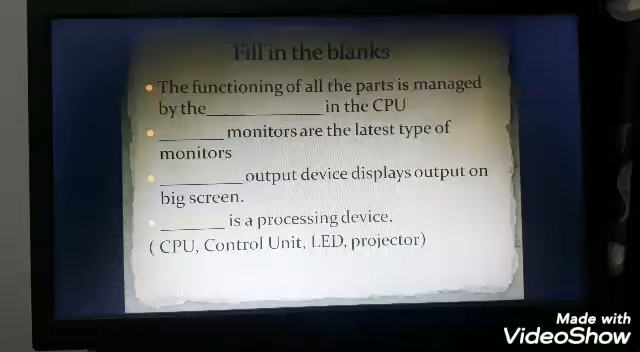 Fill in the blanks
The functioning of all the parts is managed
by the____________ in the CPU
_______ monitors are the latest type of
monitors
_________ output device displays output on
big screen.
_______ is a processing device.
( CPU, Control Unit, LED, projector)
Made with
VideoShow